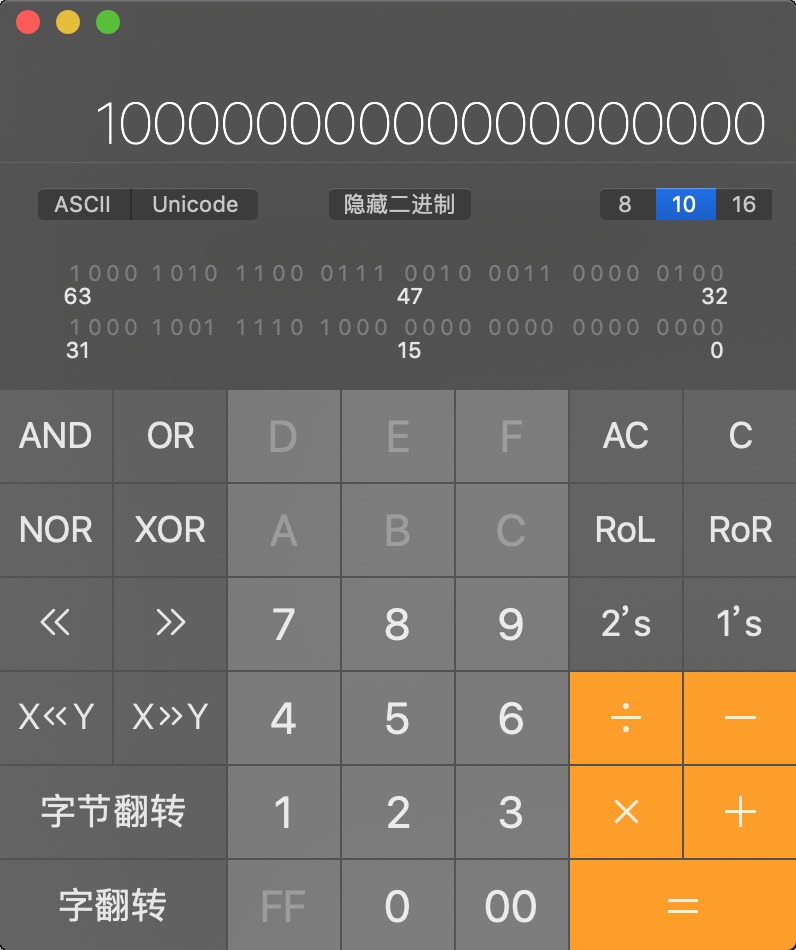 10000000000000000000
ASCII Unicode 隐藏二进制 8 10 16
1000 1010 1100 0111 0010 0011 0000 0100
63 47 32
1000 1001 1110 1000 0000 0000 0000 0000
31 15 0
AND OR D E F AC C
NOR XOR A B C RoL RoR
<< >> 7 8 9 2's 1's
X<<Y X>>Y 4 5 6 ÷ −
字节翻转 1 2 3 × +
字翻转 FF 0 00 =